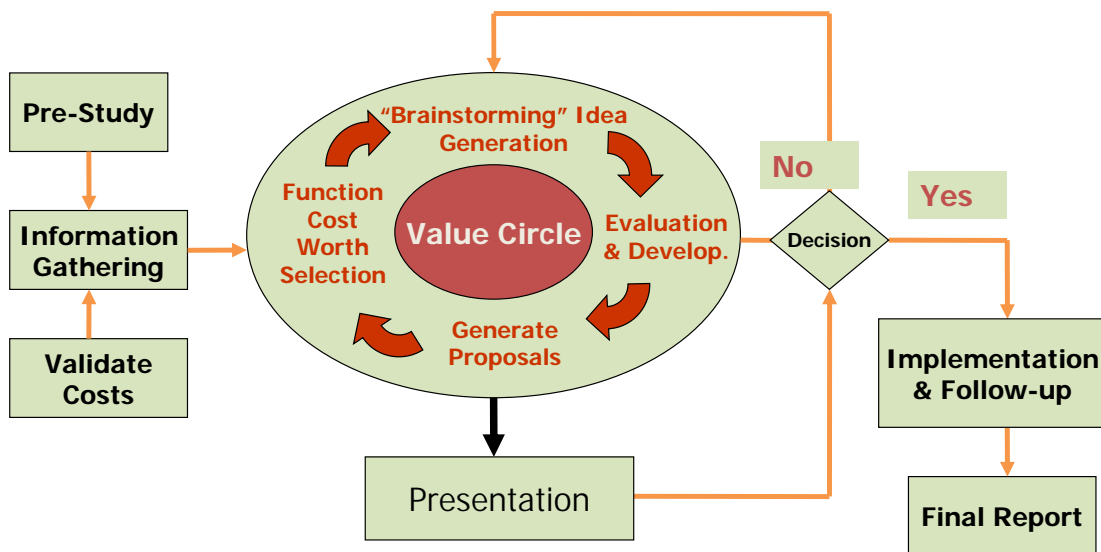 Pre-Study
Information
Gathering
Validate
Costs
“Brainstorming” Idea
Generation
Function
Cost
Worth
Selection
Value Circle
Evaluation
& Develop.
Generate
Proposals
Presentation
No
Decision
Yes
Implementation
& Follow-up
Final Report